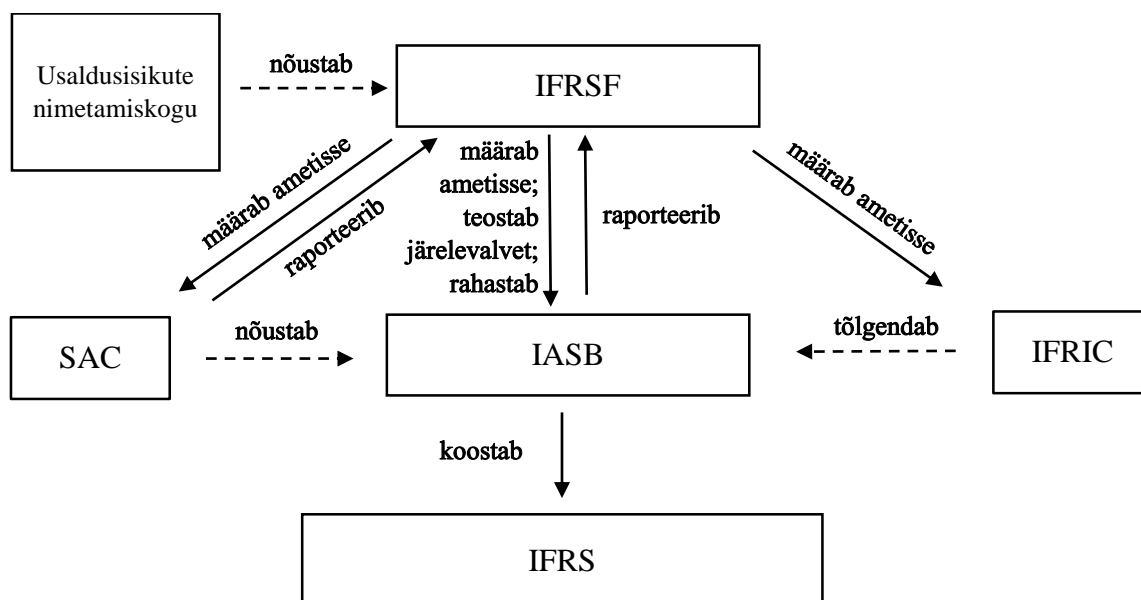 Usaldusisikute
nimetamiskogu
nõustab
IFRSF
määrab ametisse
raporteerib
määrab
ametisse;
teostab
järelevalvet;
rahastab
raporteerib
määrab ametisse
SAC
nõustab
IASB
tõlgendab
IFRIC
koostab
IFRS